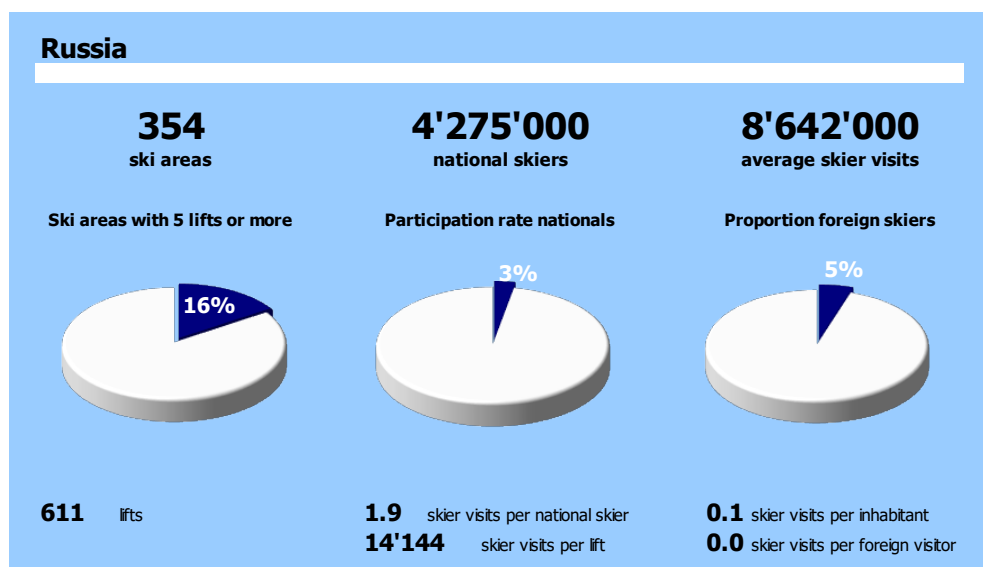 Russia
354
ski areas
4'275'000
national skiers
8'642'000
average skier visits
Ski areas with 5 lifts or more
Participation rate nationals
Proportion foreign skiers
16%
3%
5%
611 lifts
1.9 skier visits per national skier
14'144 skier visits per lift
0.1 skier visits per inhabitant
0.0 skier visits per foreign visitor